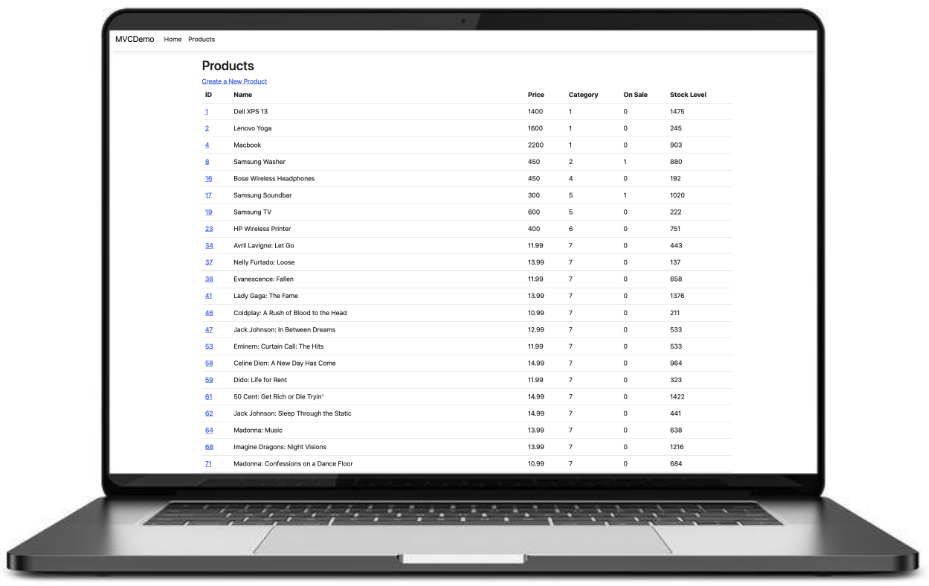 MVCDemo Home Products
Products
Create a New Product
ID Name Price Category On Sale Stock Level
1 Dell XPS 13 1400 1 0 1475
2 Lenovo Yoga 1600 1 0 245
4 Macbook 2200 1 0 903
8 Samsung Washer 450 2 1 880
16 Bose Wireless Headphones 450 4 0 192
17 Samsung Soundbar 300 5 1 1020
19 Samsung TV 600 5 0 222
23 HP Wireless Printer 400 6 0 751
34 Avril Lavigne: Let Go 11.99 7 0 443
37 Nelly Furtado: Loose 13.99 7 0 137
38 Evanescence: Fallen 11.99 7 0 658
41 Lady Gaga: The Fame 13.99 7 0 1376
46 Coldplay: A Rush of Blood to the Head 10.99 7 0 211
47 Jack Johnson: In Between Dreams 12.99 7 0 533
53 Eminem: Curtain Call: The Hits 11.99 7 0 533
58 Celine Dion: A New Day Has Come 14.99 7 0 964
59 Dido: Life for Rent 11.99 7 0 323
61 50 Cent: Get Rich or Die Tryin' 14.99 7 0 1422
62 Jack Johnson: Sleep Through the Static 14.99 7 0 441
64 Madonna: Music 13.99 7 0 638
68 Imagine Dragons: Night Visions 13.99 7 0 1216
71 Madonna: Confessions on a Dance Floor 10.99 7 0 684